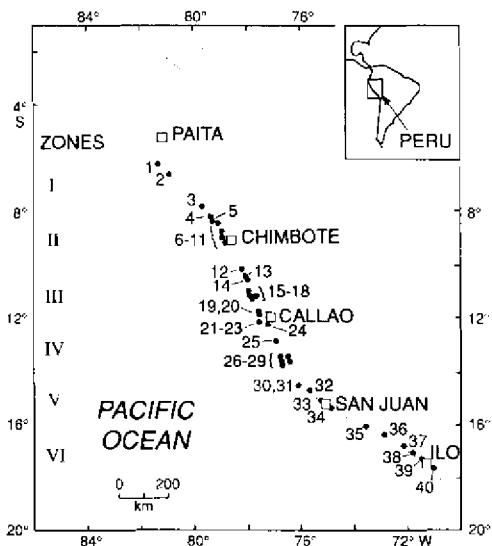 84° 80° 76°
4°
S
ZONES
PAITA
PERU
1
2
I
3
5
4
8° 8°
II
6-11
CHIMBOTE
12 13
14
III
15-18
19,20
CALLAO
12° 12°
21-23
24
IV
25
26-29
30,31 32
V
33
SAN JUAN
34
PACIFIC
OCEAN
35
36
16° 16°
37
ILO
VI
38
39
40
0 200
km
20° 20°
84° 80° 76° 72° W